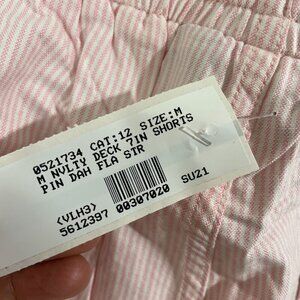 0521734 CAT:12 SIZE:M
M NVLTY DECK 7IN SHORTS
PIN DAH FLA STR
⟨VLH3⟩ SU21
5612397 00307020